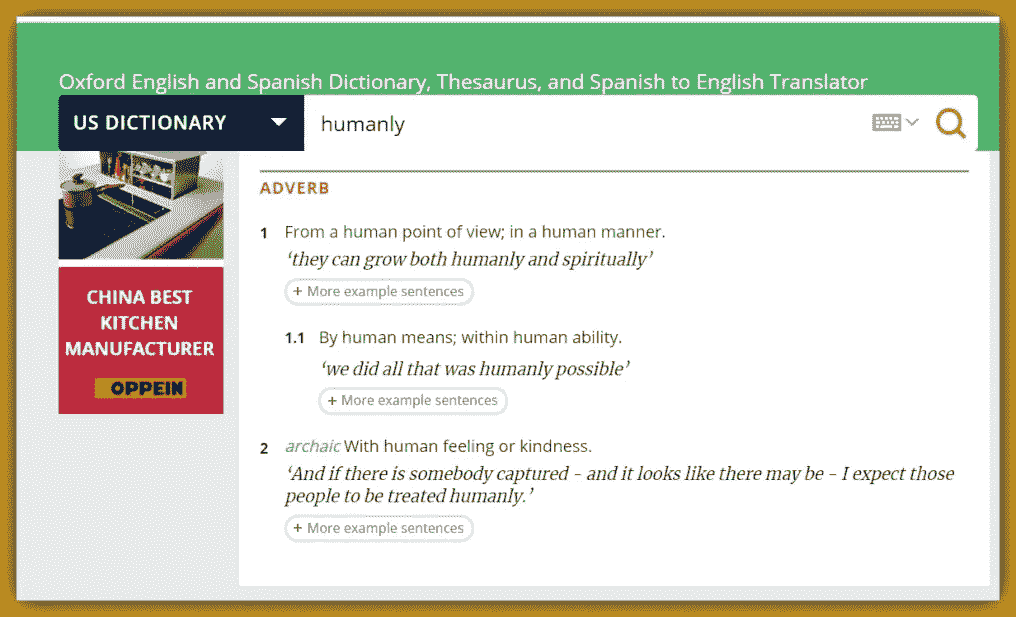 Oxford English and Spanish Dictionary, Thesaurus, and Spanish to English Translator
US DICTIONARY
humanly
CHINA BEST
KITCHEN
MANUFACTURER
OPPEIN
ADVERB
1 From a human point of view; in a human manner.
‘they can grow both humanly and spiritually’
+ More example sentences
1.1 By human means; within human ability.
‘we did all that was humanly possible’
+ More example sentences
2 archaic With human feeling or kindness.
‘And if there is somebody captured – and it looks like there may be – I expect those
people to be treated humanly.’
+ More example sentences